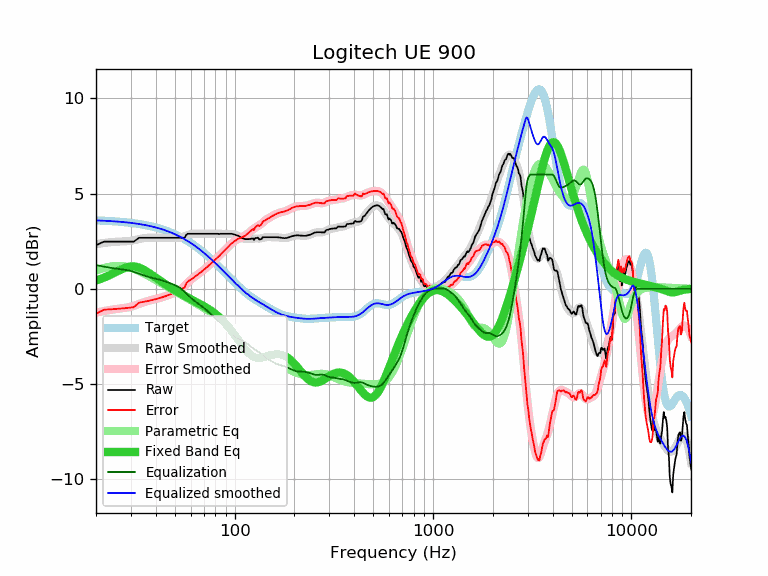 Logitech UE 900
Amplitude (dBr)
10
5
0
−5
−10
Target
Raw Smoothed
Error Smoothed
Raw
Error
Parametric Eq
Fixed Band Eq
Equalization
Equalized smoothed
100
1000
10000
Frequency (Hz)